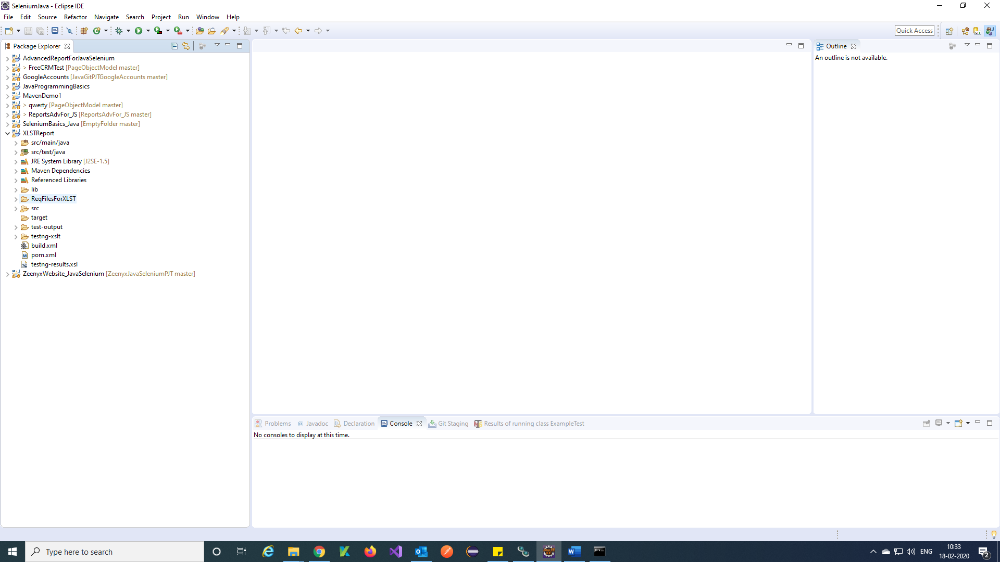 SeleniumJava - Eclipse IDE
File Edit Source Refactor Navigate Search Project Run Window Help
Quick Access
Package Explorer
AdvancedReportForJavaSelenium
> FreeCRMTest [PageObjectModel master]
GoogleAccounts [JavaGitPJTGoogleAccounts master]
JavaProgrammingBasics
MavenDemo1
> qwerty [PageObjectModel master]
> ReportsAdvFor_JS [ReportsAdvFor_JS master]
SeleniumBasics_Java [EmptyFolder master]
XLSTReport
src/main/java
src/test/java
JRE System Library [J2SE-1.5]
Maven Dependencies
Referenced Libraries
lib
ReqFilesForXLST
src
target
test-output
testng-xslt
build.xml
pom.xml
testng-results.xsl
ZeenyxWebsite_JavaSelenium [ZeenyxJavaSeleniumPJT master]
Outline
An outline is not available.
Problems @ Javadoc Declaration Console Git Staging Results of running class ExampleTest
No consoles to display at this time.
Type here to search
ENG
10:33
18-02-2020
2